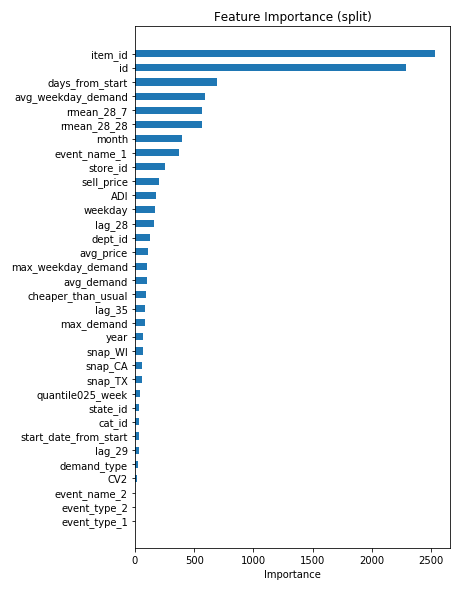 Feature Importance (split)
item_id
id
days_from_start
avg_weekday_demand
rmean_28_7
rmean_28_28
month
event_name_1
store_id
sell_price
ADI
weekday
lag_28
dept_id
avg_price
max_weekday_demand
avg_demand
cheaper_than_usual
lag_35
max_demand
year
snap_WI
snap_CA
snap_TX
quantile025_week
state_id
cat_id
start_date_from_start
lag_29
demand_type
CV2
event_name_2
event_type_2
event_type_1
0 500 1000 1500 2000 2500
Importance